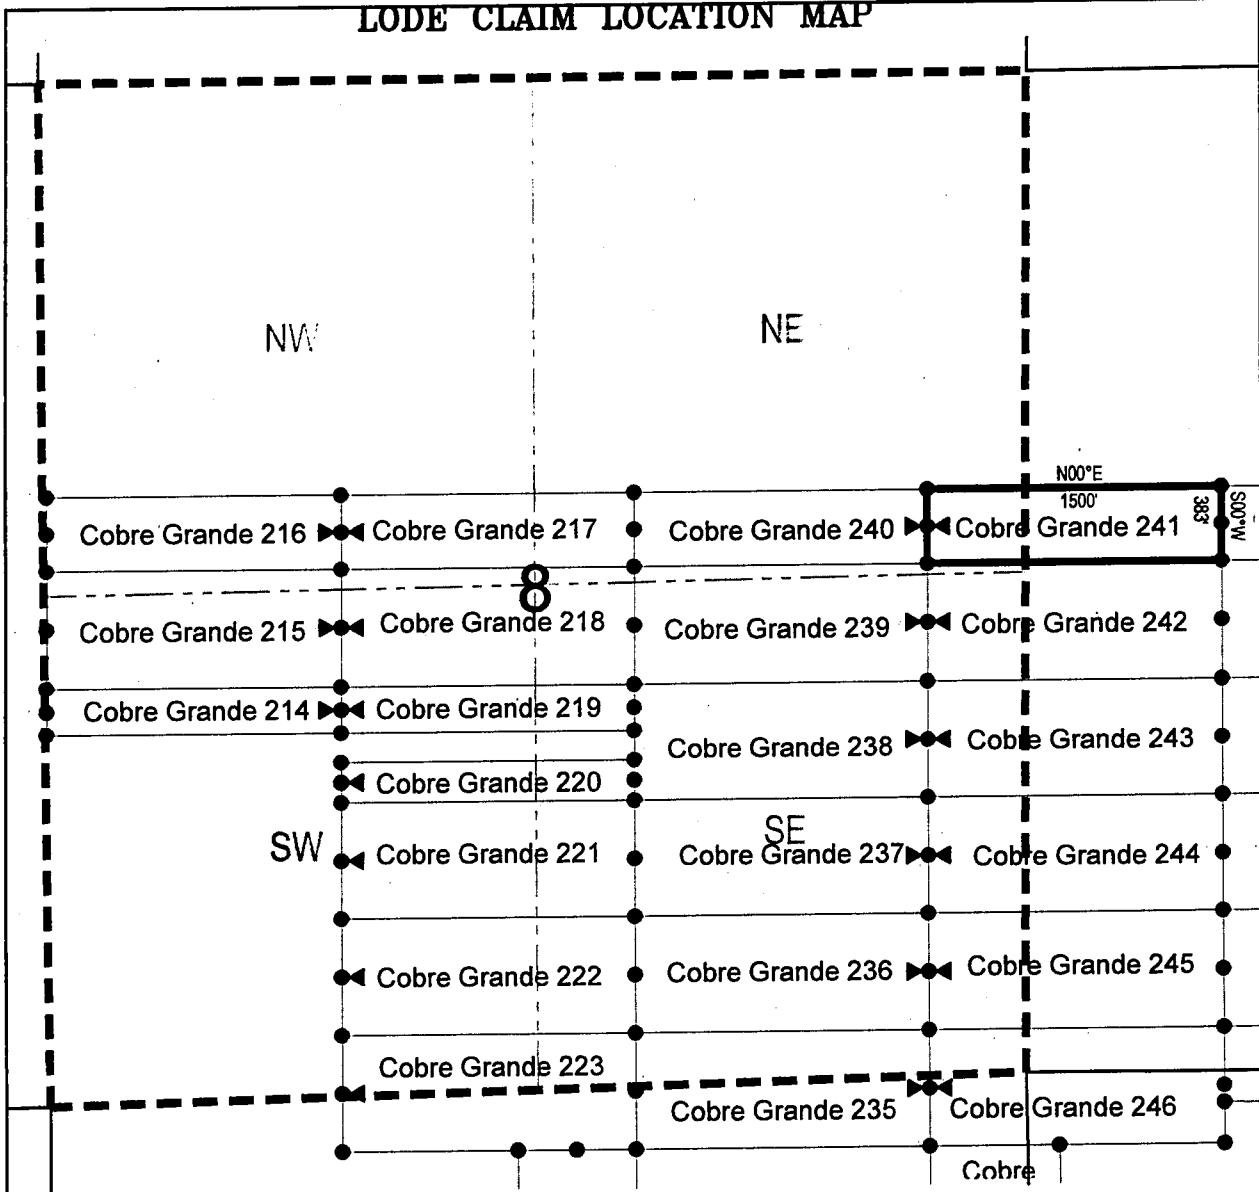 LODE CLAIM LOCATION MAP
NW
NE
N00°E
1500'
383'
S00°W
Cobre Grande 216
Cobre Grande 217
Cobre Grande 240
Cobre Grande 241
8
Cobre Grande 215
Cobre Grande 218
Cobre Grande 239
Cobre Grande 242
Cobre Grande 214
Cobre Grande 219
Cobre Grande 238
Cobre Grande 243
Cobre Grande 220
SW
SE
Cobre Grande 221
Cobre Grande 237
Cobre Grande 244
Cobre Grande 222
Cobre Grande 236
Cobre Grande 245
Cobre Grande 223
Cobre Grande 235
Cobre Grande 246
Cobre